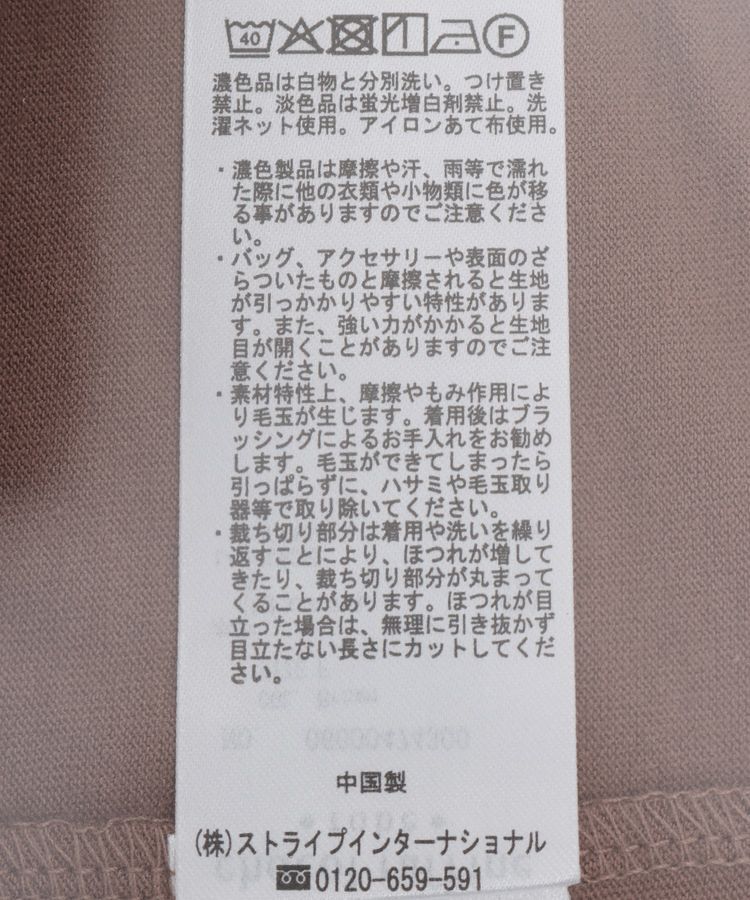 40 F
濃色品は白物と分別洗い。つけ置き
禁止。淡色品は蛍光増白剤禁止。洗
濯ネット使用。アイロンあて布使用。
・濃色製品は摩擦や汗、雨等で濡れ
た際に他の衣類や小物類に色が移
る事がありますのでご注意くださ
い。
・バッグ、アクセサリーや表面のざ
らついたものと摩擦されると生地
が引っかかりやすい特性がありま
す。また、強い力がかかると生地
目が開くことがありますのでご注
意ください。
・素材特性上、摩擦やもみ作用によ
り毛玉が生じます。着用後はブラ
ッシングによるお手入れをお勧め
します。毛玉ができてしまったら
引っぱらずに、ハサミや毛玉取り
器等で取り除いてください。
・裁ち切り部分は着用や洗いを繰り
返すことにより、ほつれが増して
きたり、裁ち切り部分が丸まって
くることがあります。ほつれが目
立った場合は、無理に引き抜かず
目立たない長さにカットしてくだ
さい。
中国製
(株)ストライプインターナショナル
0120-659-591